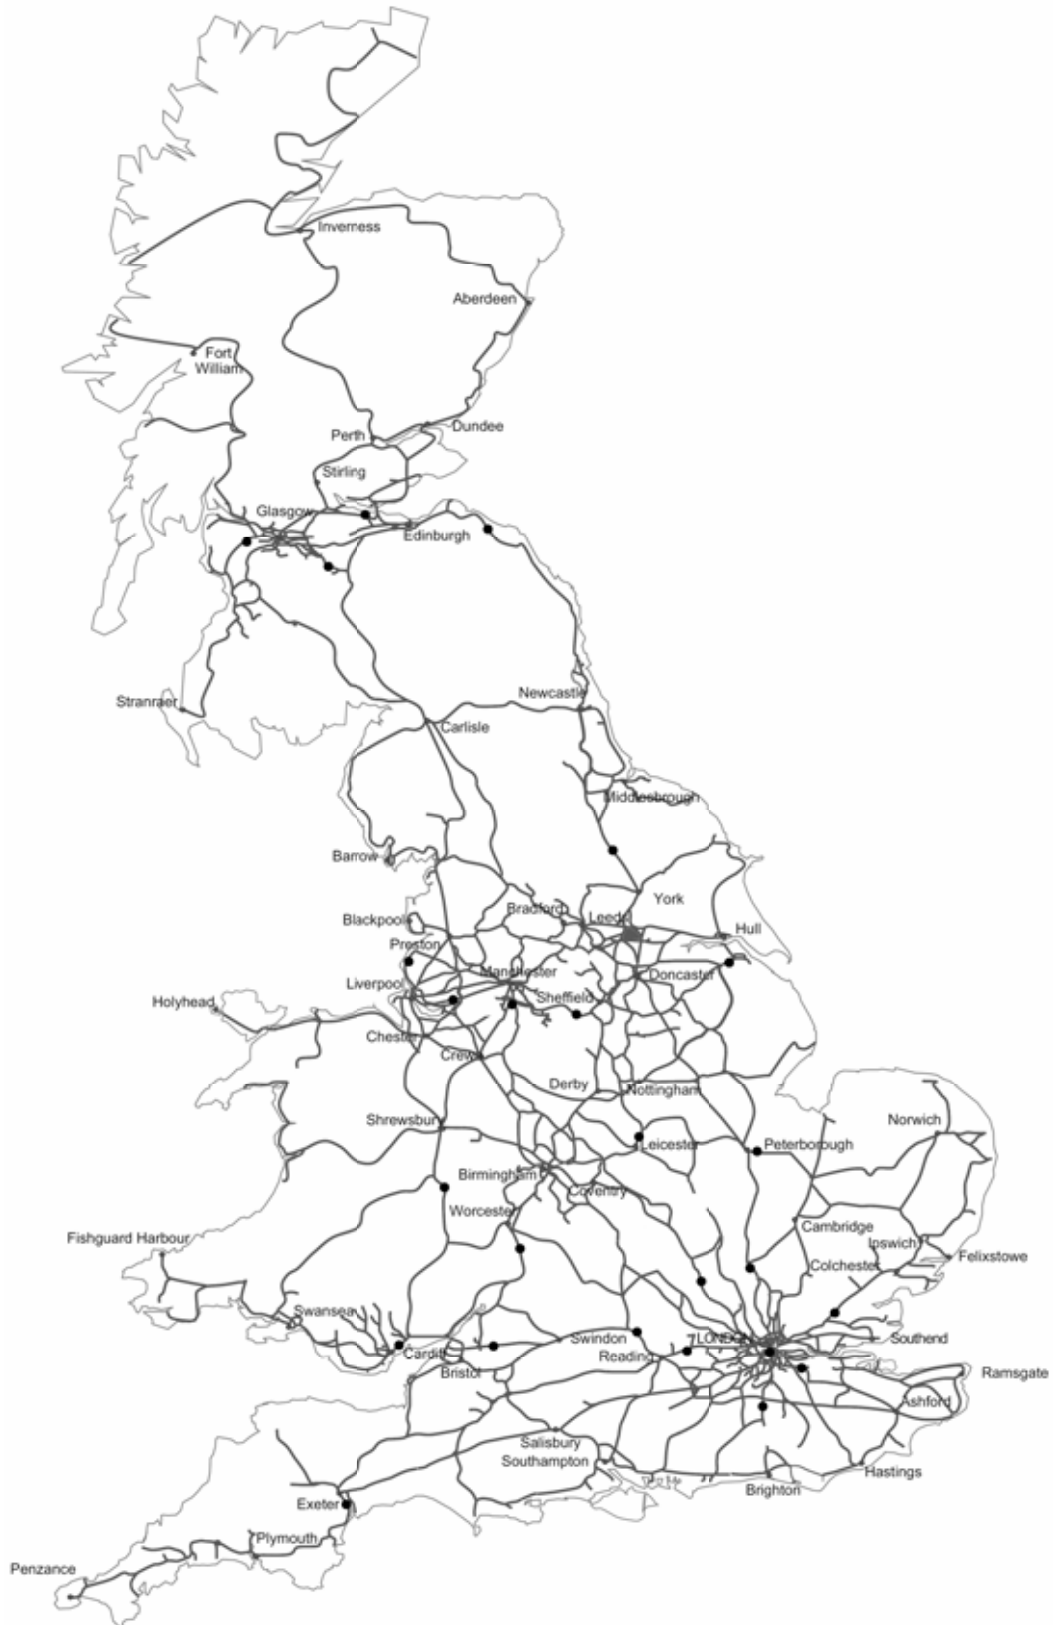 Inverness
Aberdeen
Fort
William
Dundee
Perth
Stirling
Glasgow
Edinburgh
Newcastle
Stranraer
Carlisle
Middlesbrough
Barrow
York
Bradford
Leeds
Blackpool
Hull
Preston
Manchester
Doncaster
Liverpool
Sheffield
Holyhead
Chester
Crewe
Derby
Nottingham
Shrewsbury
Norwich
Leicester
Peterborough
Birmingham
Coventry
Worcester
Cambridge
Fishguard Harbour
Ipswich
Felixstowe
Colchester
Swansea
Swindon
LONDON
Southend
Cardiff
Reading
Bristol
Ramsgate
Ashford
Salisbury
Southampton
Hastings
Brighton
Exeter
Plymouth
Penzance